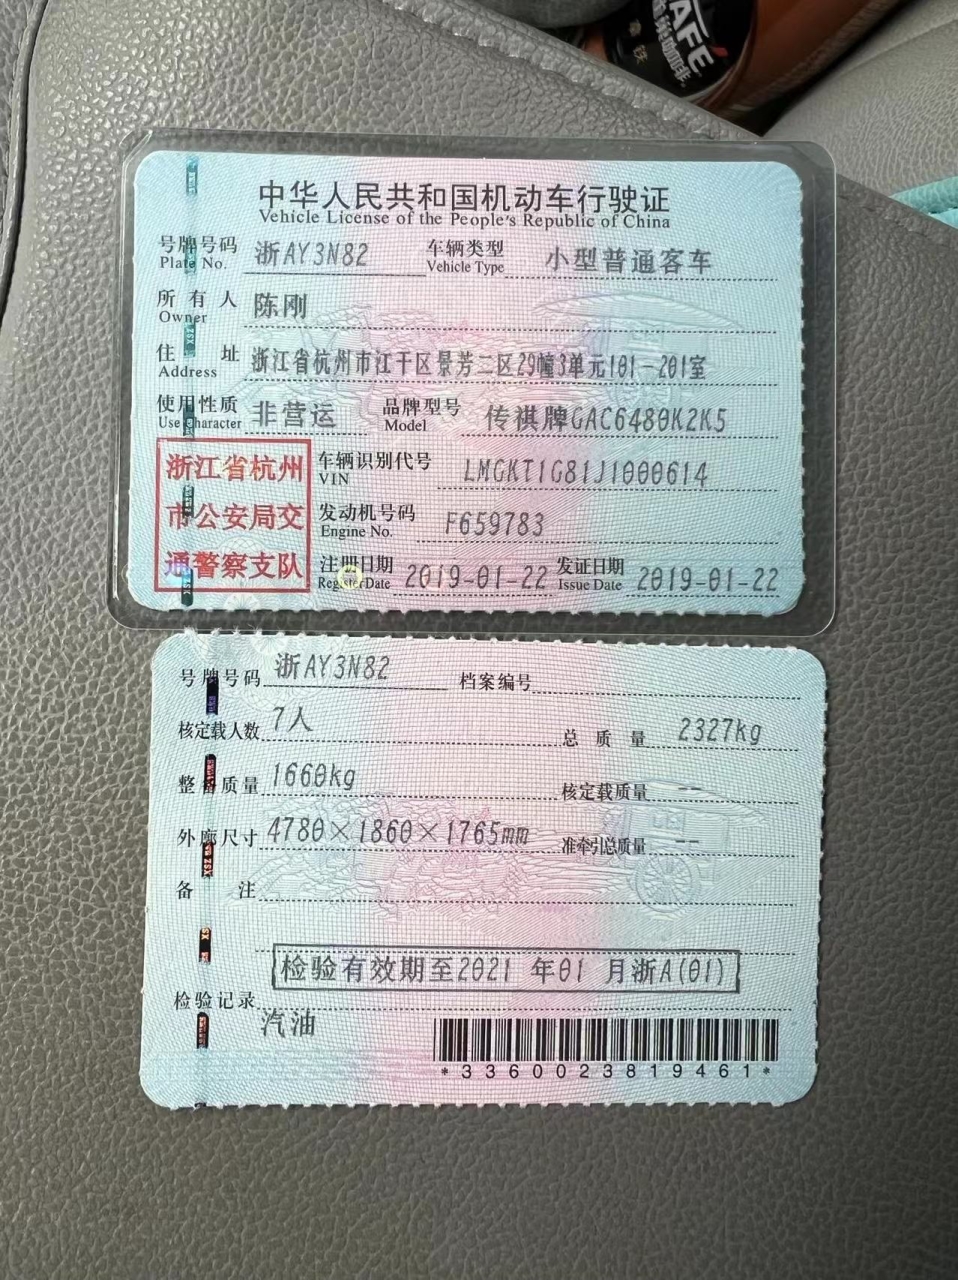 中华人民共和国机动车行驶证
Vehicle License of the People's Republic of China
号牌号码 浙AY3N82 车辆类型 小型普通客车
Plate No. Vehicle Type
所有人 陈刚
Owner
住址 浙江省杭州市江干区景芳二区29幢3单元101-201室
Address
使用性质 非营运 品牌型号 传祺牌GAC6480K2K5
Use Character Model
浙江省杭州
市公安局交
通警察支队
车辆识别代号 LMGKT1G81J1000614
VIN
发动机号码 F659783
Engine No.
注册日期 2019-01-22 发证日期 2019-01-22
Register Date Issue Date
号牌号码 浙AY3N82 档案编号
核定载人数 7人 总质量 2327kg
整备质量 1660kg 核定载质量 --
外廓尺寸 4780×1860×1765mm 准牵引总质量 --
备注
检验有效期至2021 年01 月浙A(01)
检验记录
汽油
*3360023819461*